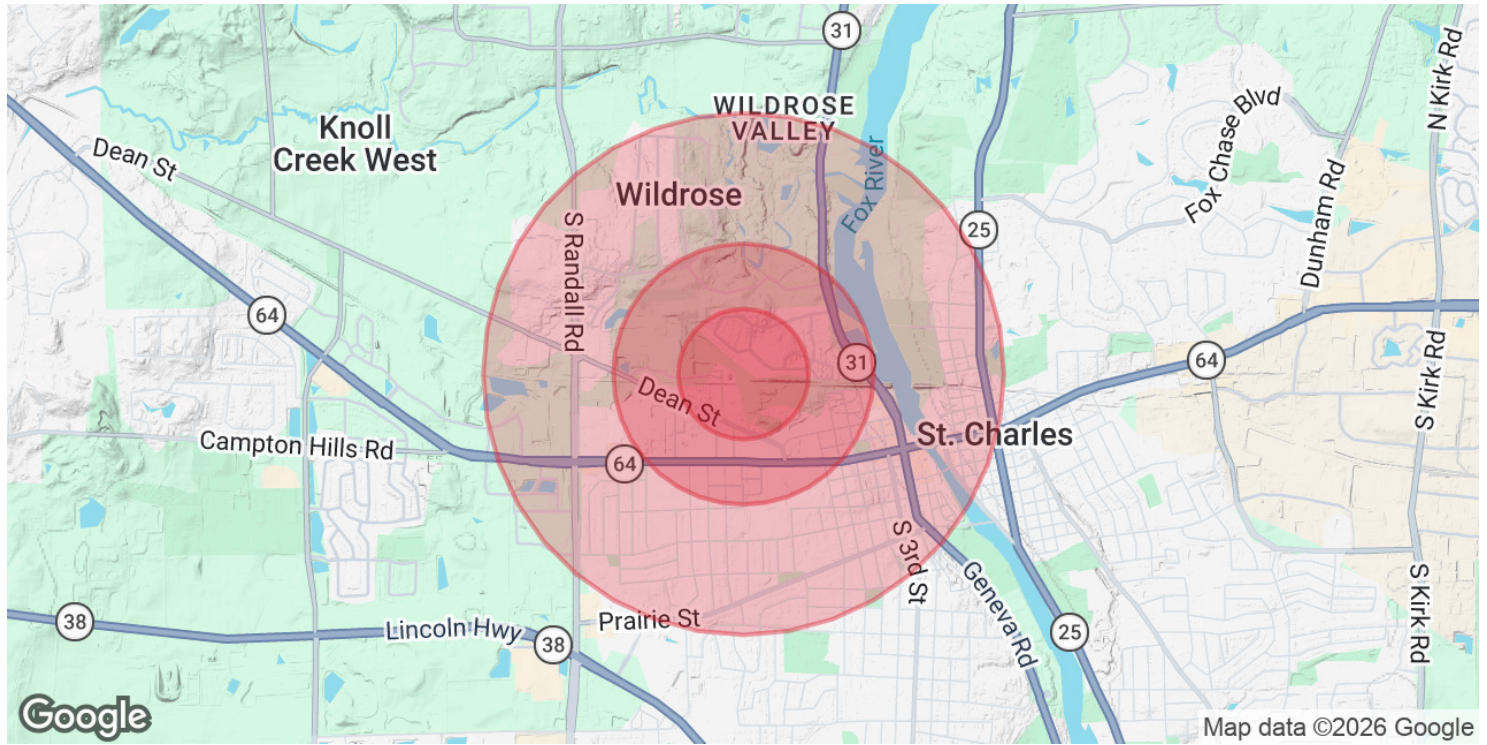 31
WILDROSE
VALLEY
Knoll
Creek West
Dean St
Wildrose
Fox River
S Randall Rd
25
Fox Chase Blvd
Dunham Rd
N Kirk Rd
64
31
64
Dean St
S Kirk Rd
Campton Hills Rd
St. Charles
64
S 3rd St
Geneva Rd
S Kirk Rd
38
Lincoln Hwy
38
Prairie St
25
Google
Map data ©2026 Google